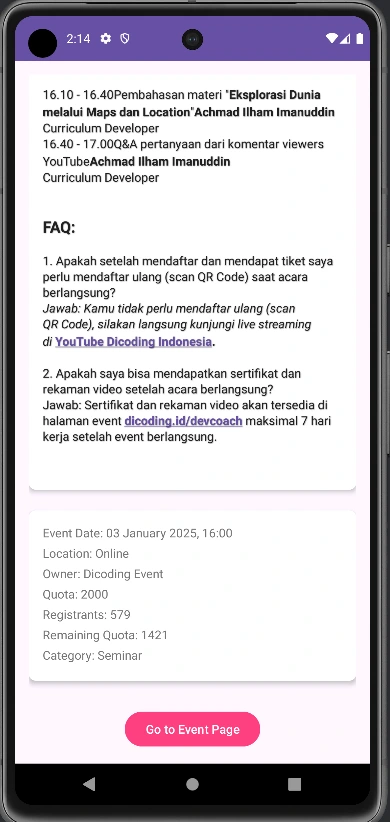 2:14
16.10 - 16.40Pembahasan materi "Eksplorasi Dunia
melalui Maps dan Location"Achmad Ilham Imanuddin
Curriculum Developer
16.40 - 17.00Q&A pertanyaan dari komentar viewers
YouTubeAchmad Ilham Imanuddin
Curriculum Developer
FAQ:
1. Apakah setelah mendaftar dan mendapat tiket saya
perlu mendaftar ulang (scan QR Code) saat acara
berlangsung?
Jawab: Kamu tidak perlu mendaftar ulang (scan
QR Code), silakan langsung kunjungi live streaming
di YouTube Dicoding Indonesia.
2. Apakah saya bisa mendapatkan sertifikat dan
rekaman video setelah acara berlangsung?
Jawab: Sertifikat dan rekaman video akan tersedia di
halaman event dicoding.id/devcoach maksimal 7 hari
kerja setelah event berlangsung.
Event Date: 03 January 2025, 16:00
Location: Online
Owner: Dicoding Event
Quota: 2000
Registrants: 579
Remaining Quota: 1421
Category: Seminar
Go to Event Page